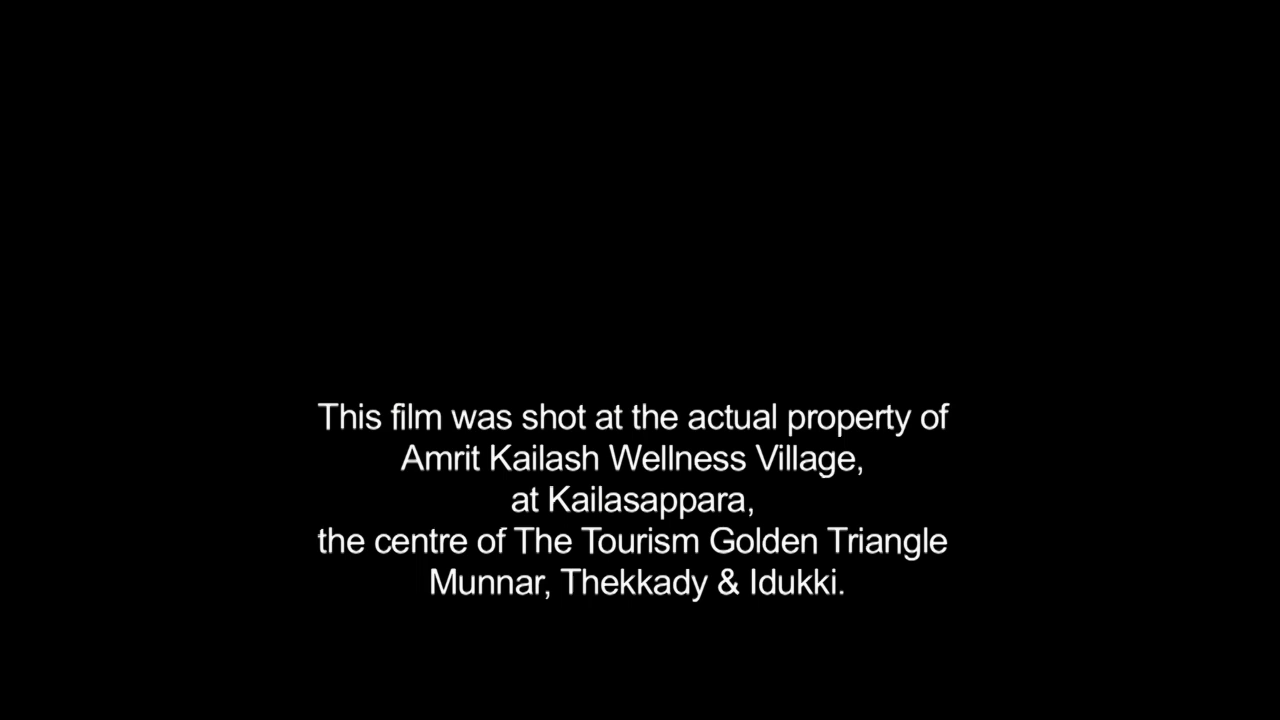 This film was shot at the actual property of
Amrit Kailash Wellness Village,
at Kailasappara,
the centre of The Tourism Golden Triangle
Munnar, Thekkady & Idukki.